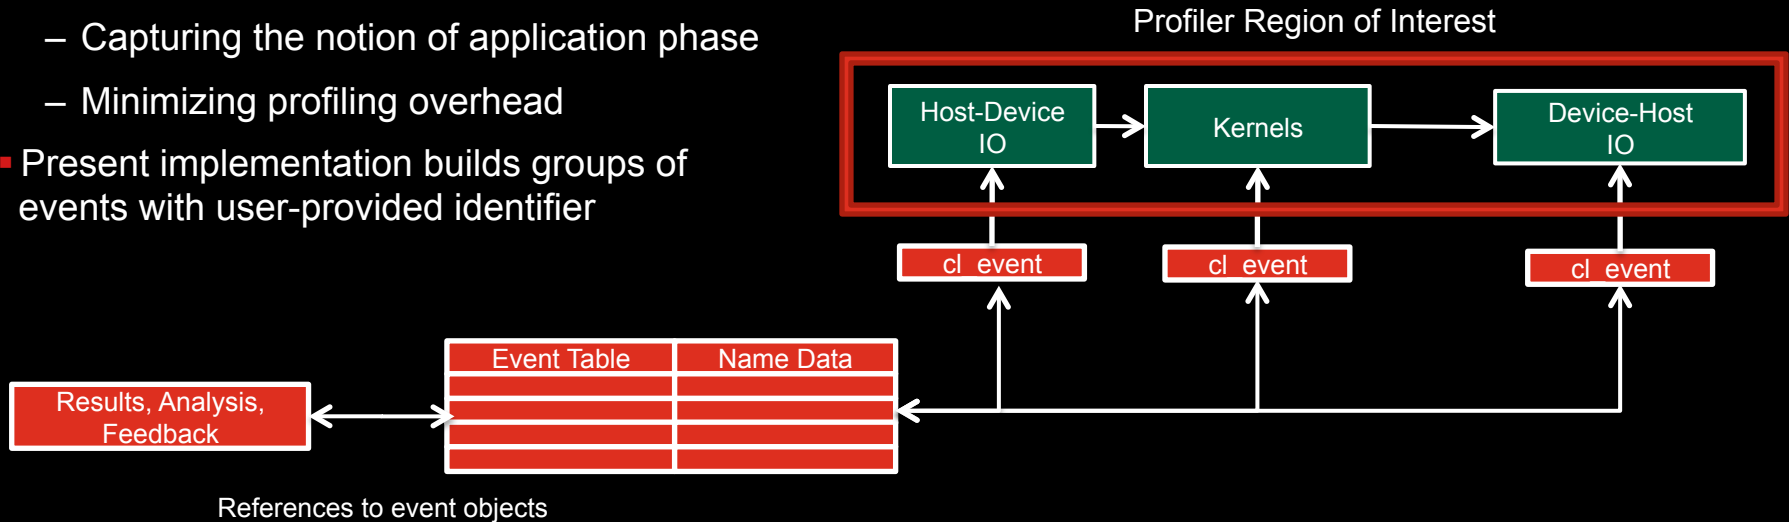 – Capturing the notion of application phase
– Minimizing profiling overhead
Present implementation builds groups of
events with user-provided identifier
Profiler Region of Interest
Host-Device
IO
Kernels
Device-Host
IO
cl_event
cl_event
cl_event
Event Table
Name Data
Results, Analysis,
Feedback
References to event objects